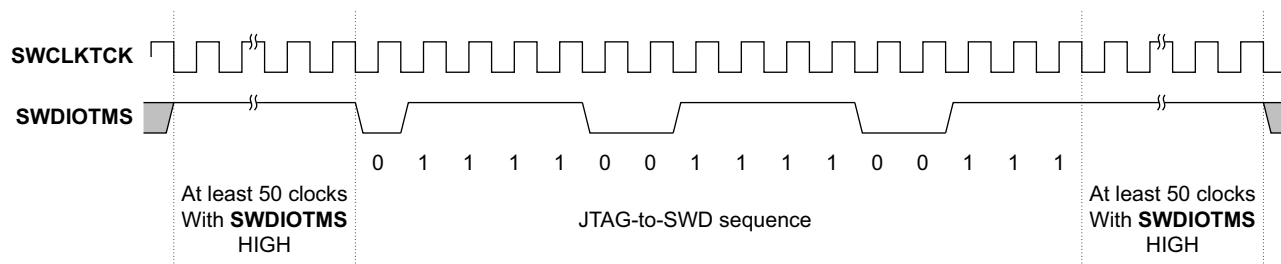 SWCLKTCK
SWDIOTMS
0 1 1 1 1 0 0 1 1 1 1 0 0 1 1 1
At least 50 clocks
With SWDIOTMS
HIGH
JTAG-to-SWD sequence
At least 50 clocks
With SWDIOTMS
HIGH